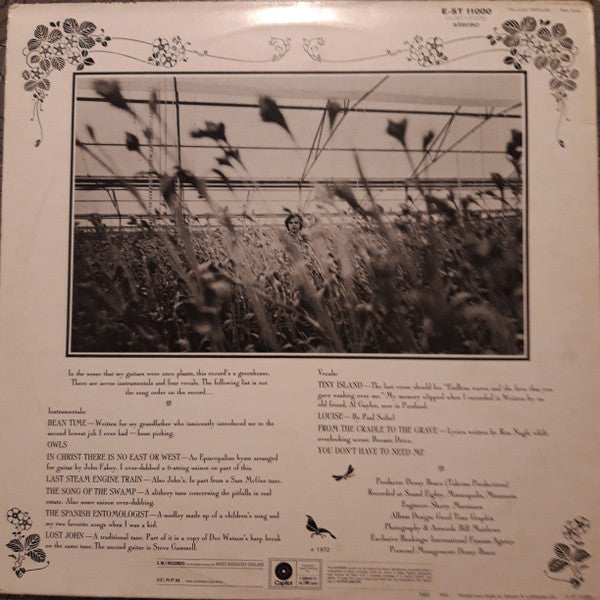 E-ST 11000
stereo
In the sense that my guitars were once plants, this record's a greenhouse.
There are seven instrumentals and four vocals. The following list is not
the song order on the record...
Instrumentals:
BEAN TIME—Written for my grandfather who innocently introduced me to the
second lowest job I ever had—bean picking.
OWLS
IN CHRIST THERE IS NO EAST OR WEST—An Episcopalian hymn arranged
for guitar by John Fahey. I over-dubbed a 6-string unison on part of this.
LAST STEAM ENGINE TRAIN—Also John's. In part from a Sam McGee tune.
THE SONG OF THE SWAMP—A slithery tune concerning the pitfalls in real
estate. Also some unison over-dubbing.
THE SPANISH ENTOMOLOGIST—A medley made up of a children's song and
my two favorite songs when I was a kid.
LOST JOHN—A traditional tune. Part of it is a copy of Doc Watson's harp break
on the same tune. The second guitar is Steve Gammell.
Vocals:
TINY ISLAND—The last verse should be: "Endless waves and the love that you
gave washing over me." My memory slipped when I recorded it. Written by an
old friend, Al Gaylor, now in Portland.
LOUISE—By Paul Siebel
FROM THE CRADLE TO THE GRAVE—Lyrics written by Ron Nagle while
overlooking scenic Bocana Drive.
YOU DON'T HAVE TO NEED ME
Producer: Denny Bruce (Takoma Productions)
Recorded at Sound Eighty, Minneapolis, Minnesota
Engineer: Scotty Morrison
Album Design:
Photography & Artwork: Bill Matthews
Exclusive Bookings: International Famous Agency
Personal Management: Denny Bruce
℗ 1972
E.M.I RECORDS
HAYES MIDDLESEX ENGLAND
33⅓ R.P.M.
Capitol